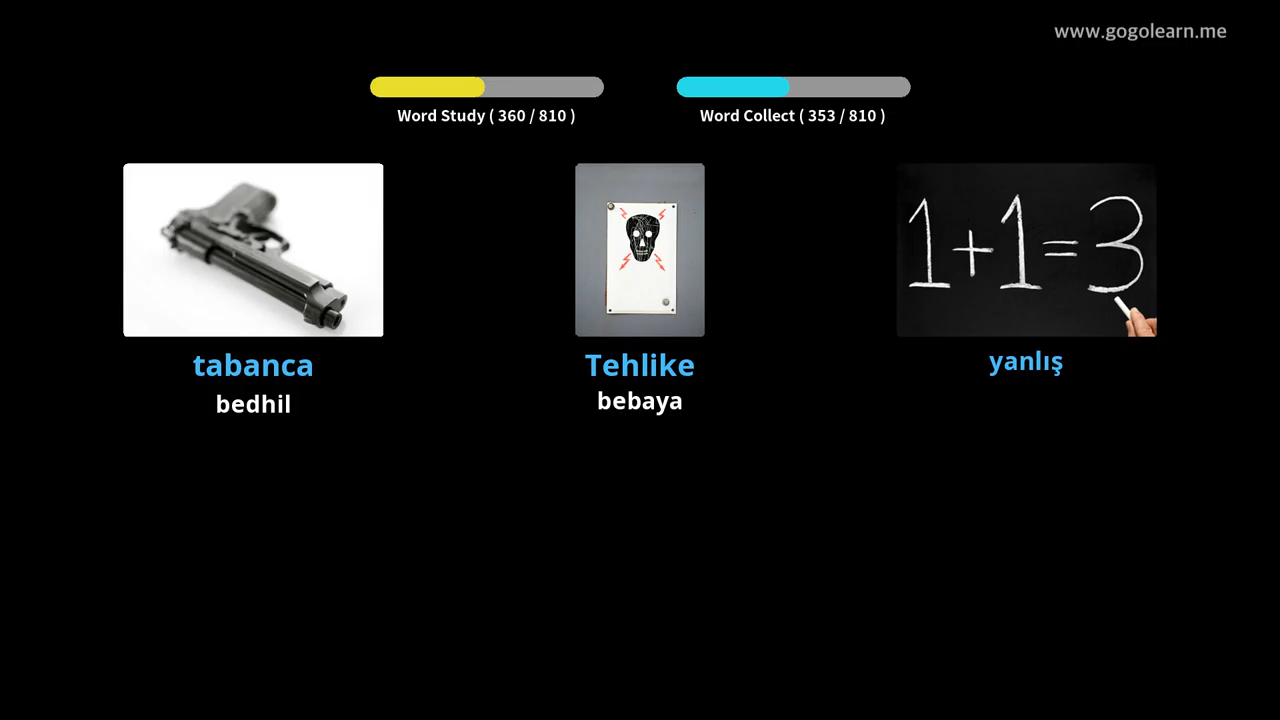 www.gogolearn.me
Word Study ( 360 / 810 )
Word Collect ( 353 / 810 )
1+1=3
tabanca
Tehlike
yanlış
bedhil
bebaya